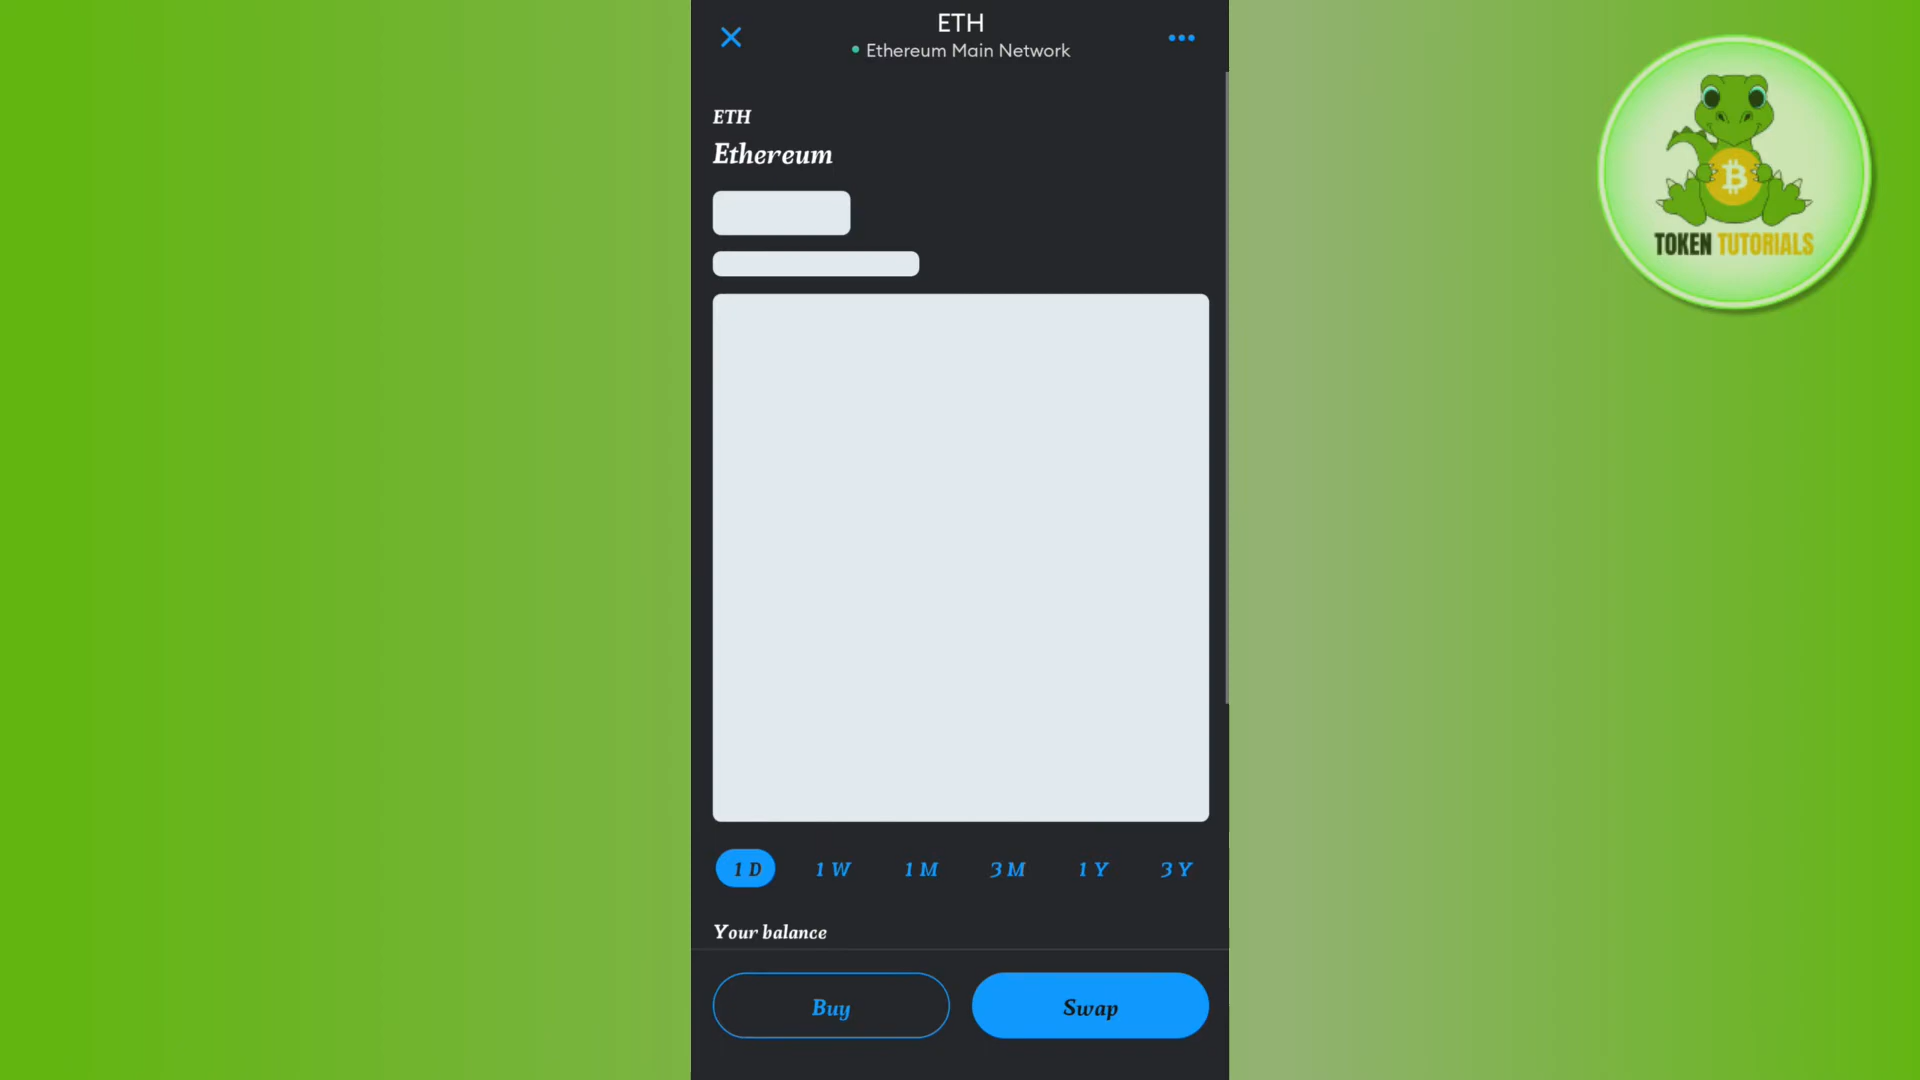 ETH
Ethereum Main Network
ETH
Ethereum
1 D 1 W 1 M 3 M 1 Y 3 Y
Your balance
Buy Swap
TOKEN TUTORIALS